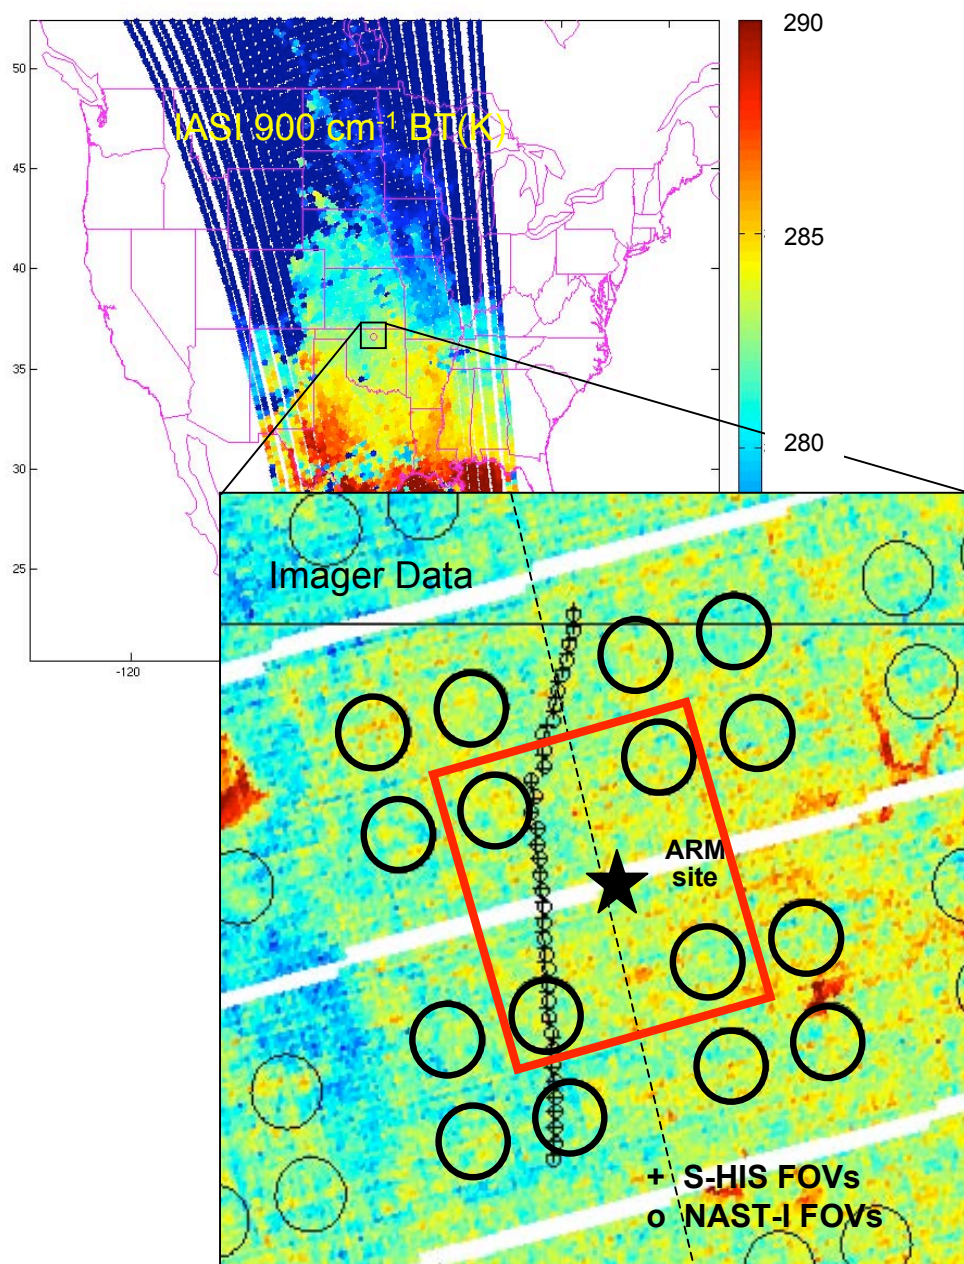 290
50
IASI 900 cm⁻¹ BT(K)
45
285
40
35
280
30
25
Imager Data
-120
ARM
site
+ S-HIS FOVs
o NAST-I FOVs